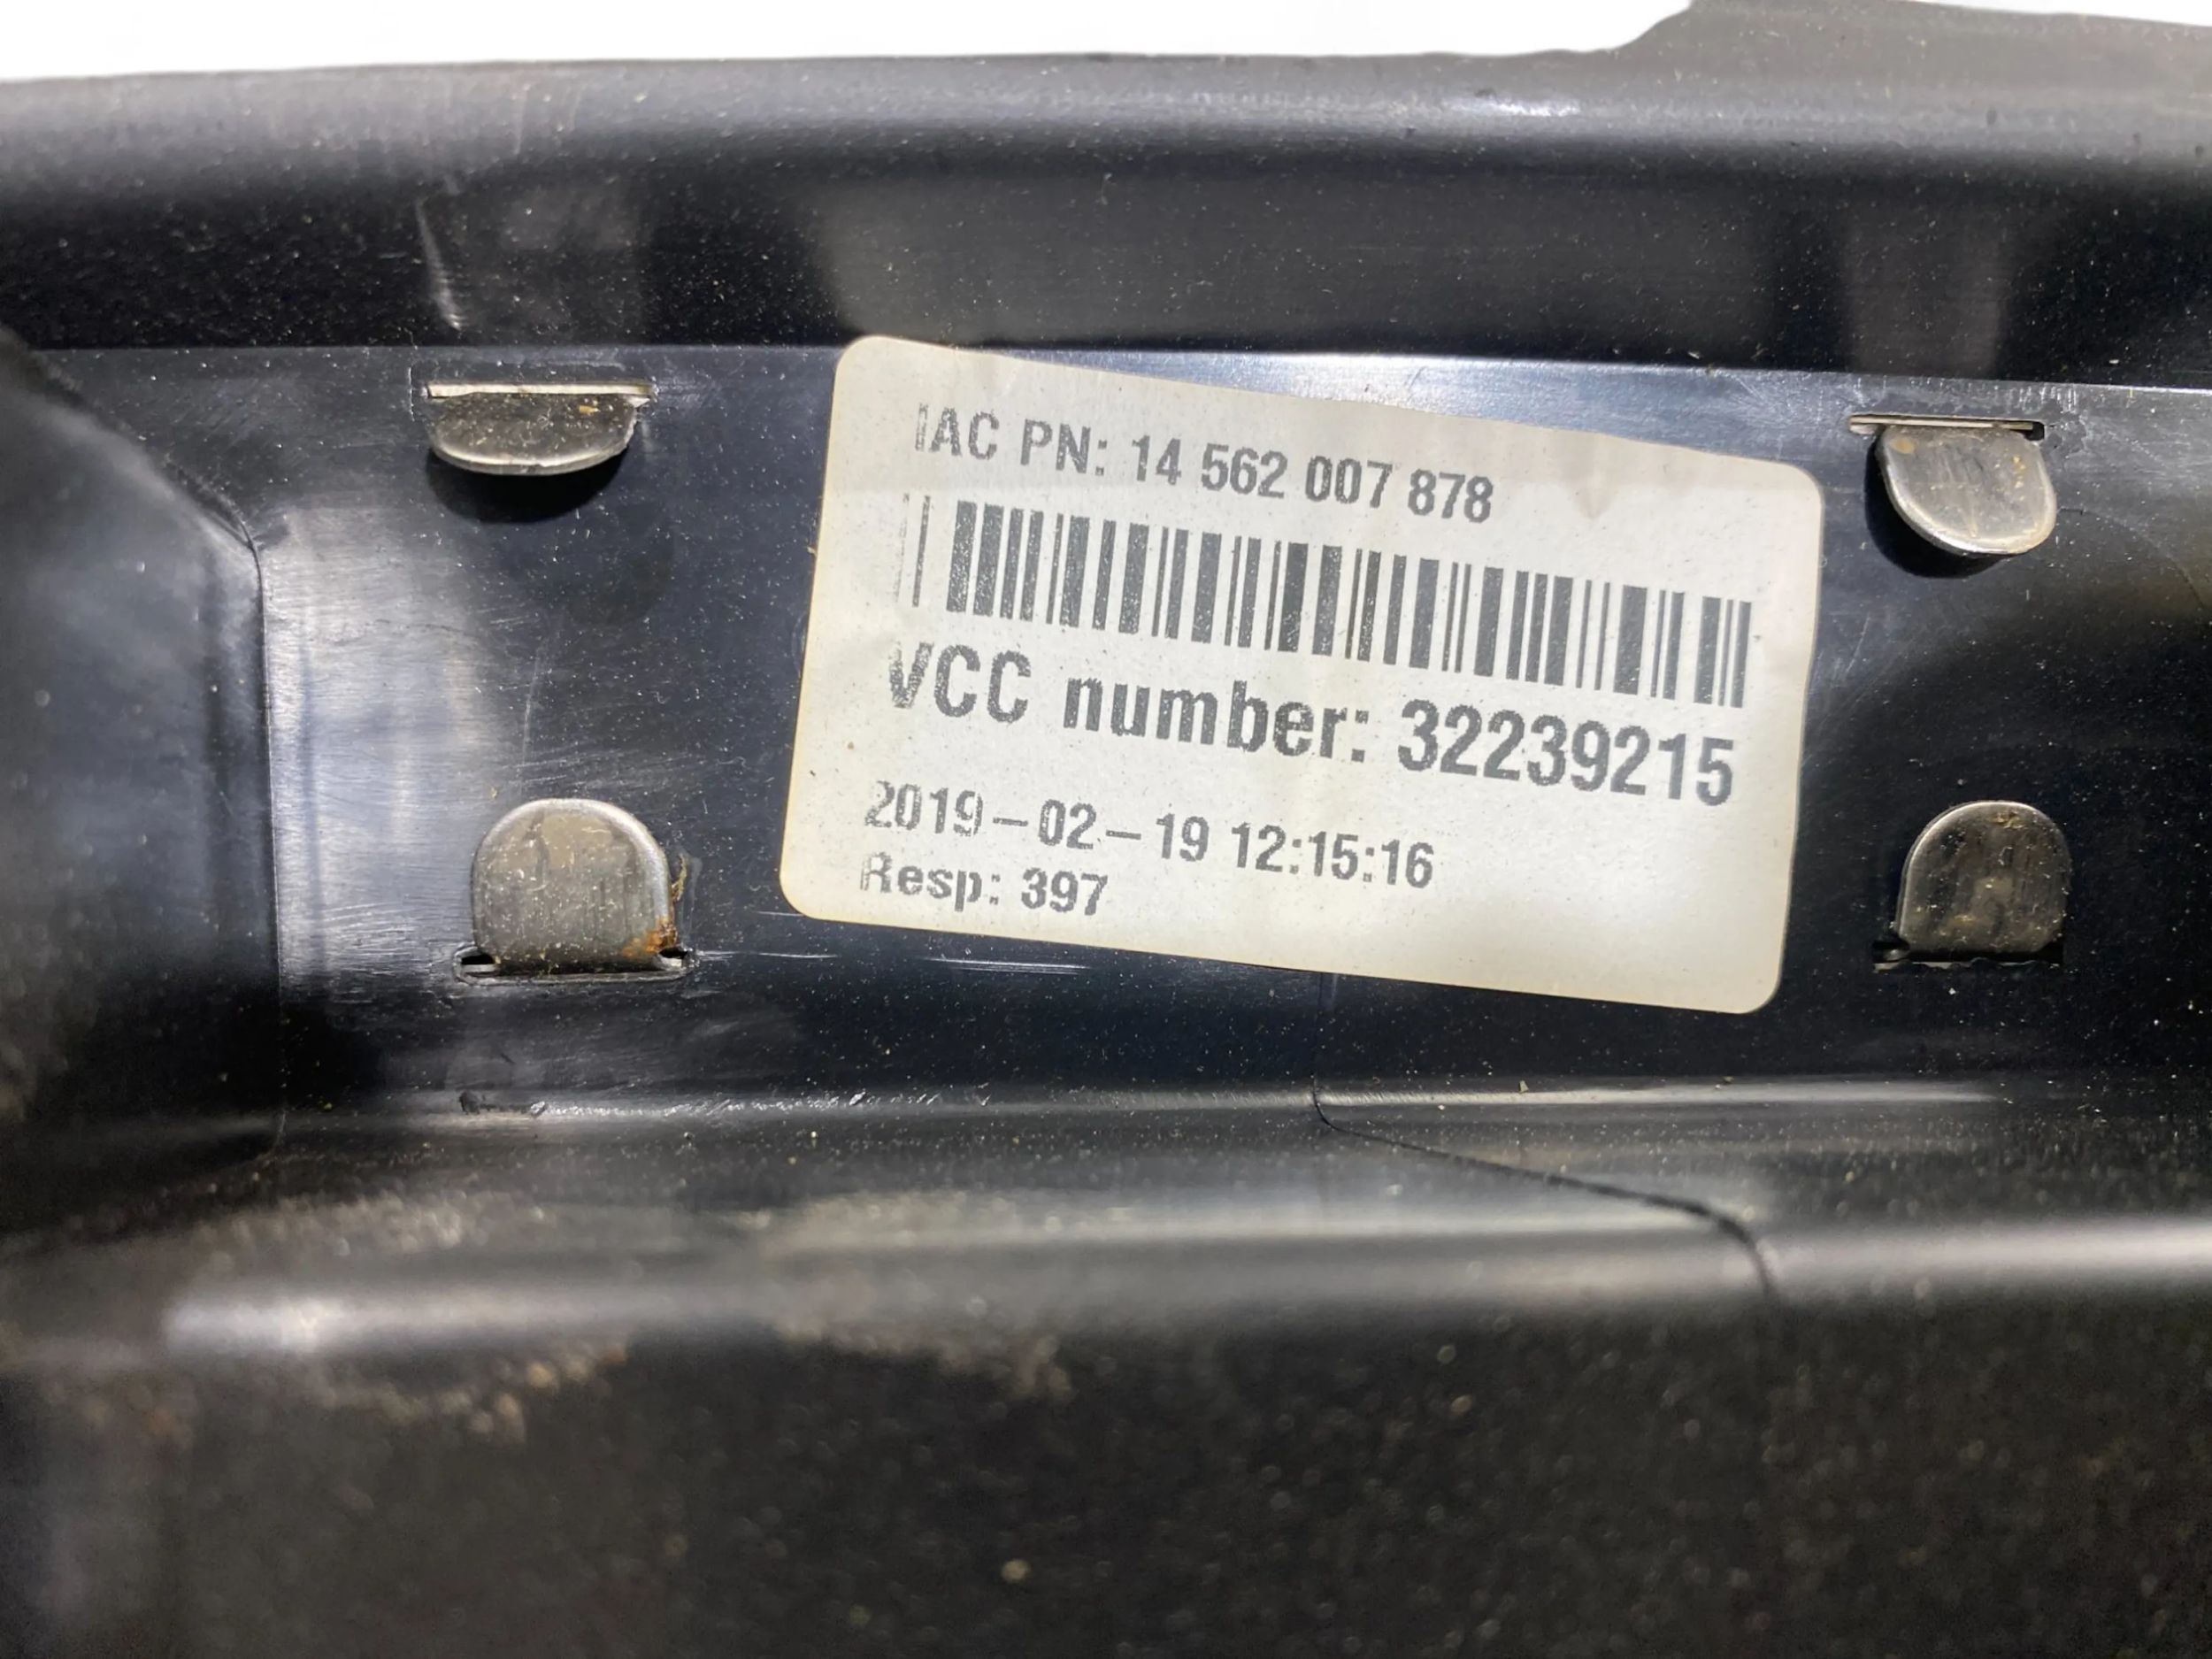 IAC PN: 14 562 007 878
VCC number: 32239215
2019-02-19 12:15:16
Resp: 397